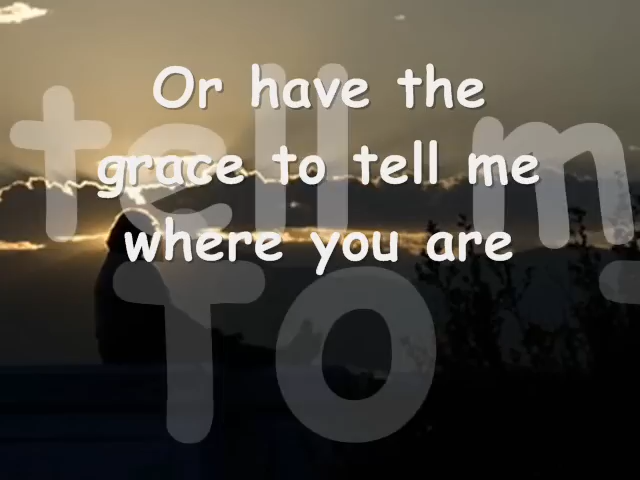 Or have the
grace to tell me
where you are
tell m
To